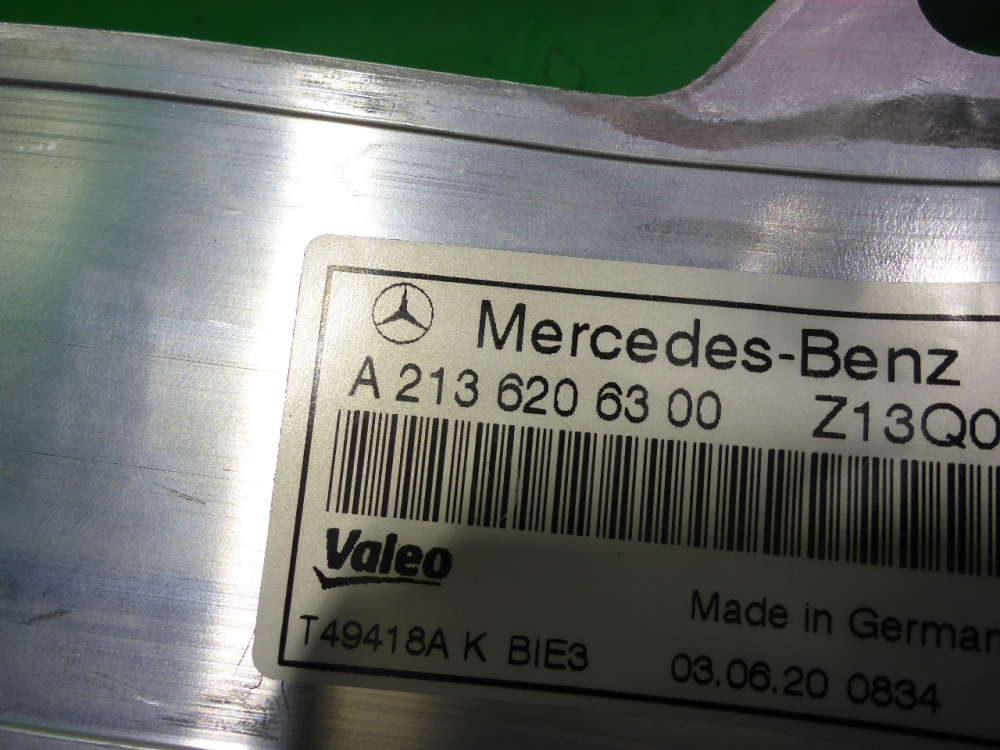 Mercedes-Benz
A 213 620 63 00 Z13Q0
Valeo
Made in German
T49418A K BIE3 03.06.20 0834